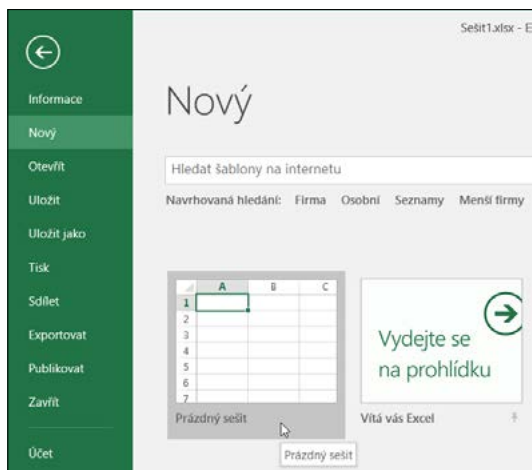 Sešit1.xlsx - E
Informace
Nový
Otevřít
Uložit
Uložit jako
Tisk
Sdílet
Exportovat
Publikovat
Zavřít
Účet
Nový
Hledat šablony na internetu
Navrhovaná hledání: Firma Osobní Seznamy Menší firmy
A B C
1
2
3
4
5
6
7
Prázdný sešit
Vydejte se
na prohlídku
Vítá vás Excel
Prázdný sešit